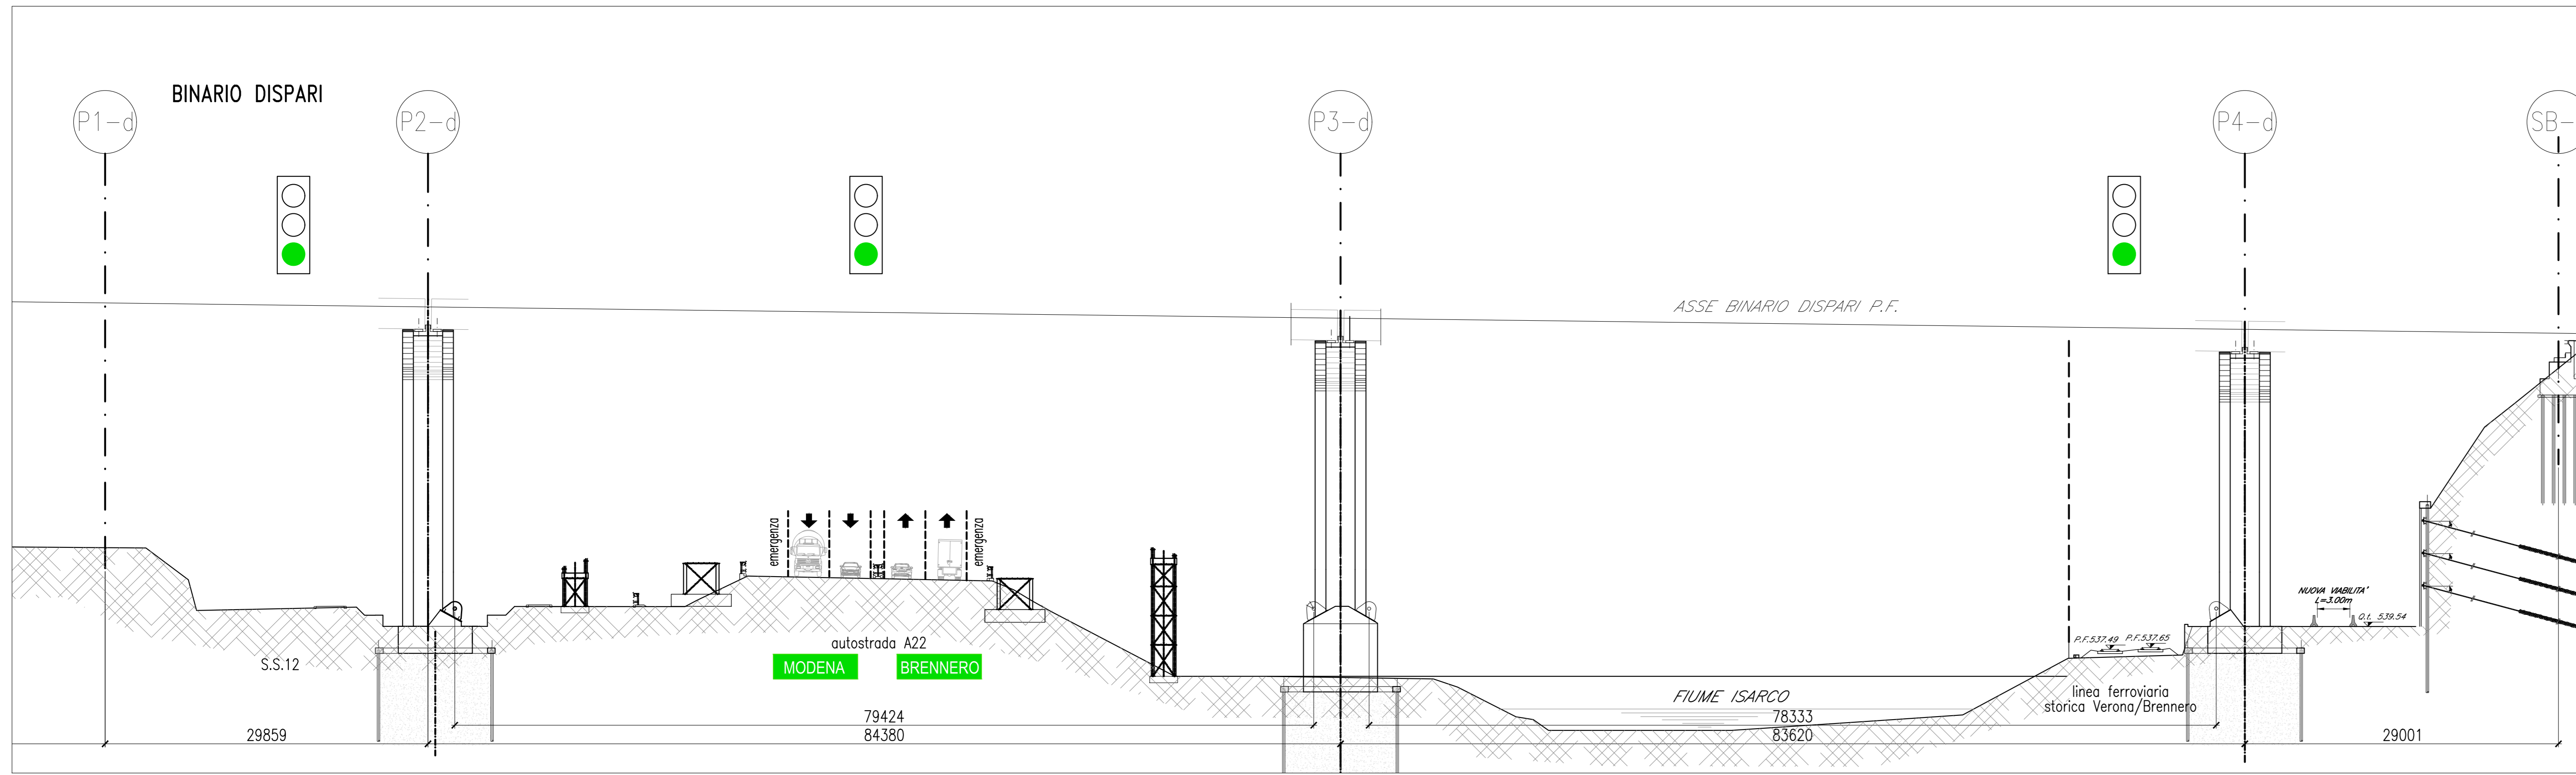 BINARIO DISPARI
P1-d
P2-d
P3-d
P4-d
SB-
ASSE BINARIO DISPARI P.F.
emergenza
emergenza
NUOVA VIABILITA'
L=3.00m
Q.t. 539.54
P.F.537.49
P.F.537.65
S.S.12
autostrada A22
MODENA
BRENNERO
FIUME ISARCO
linea ferroviaria
storica Verona/Brennero
79424
78333
29859
84380
83620
29001